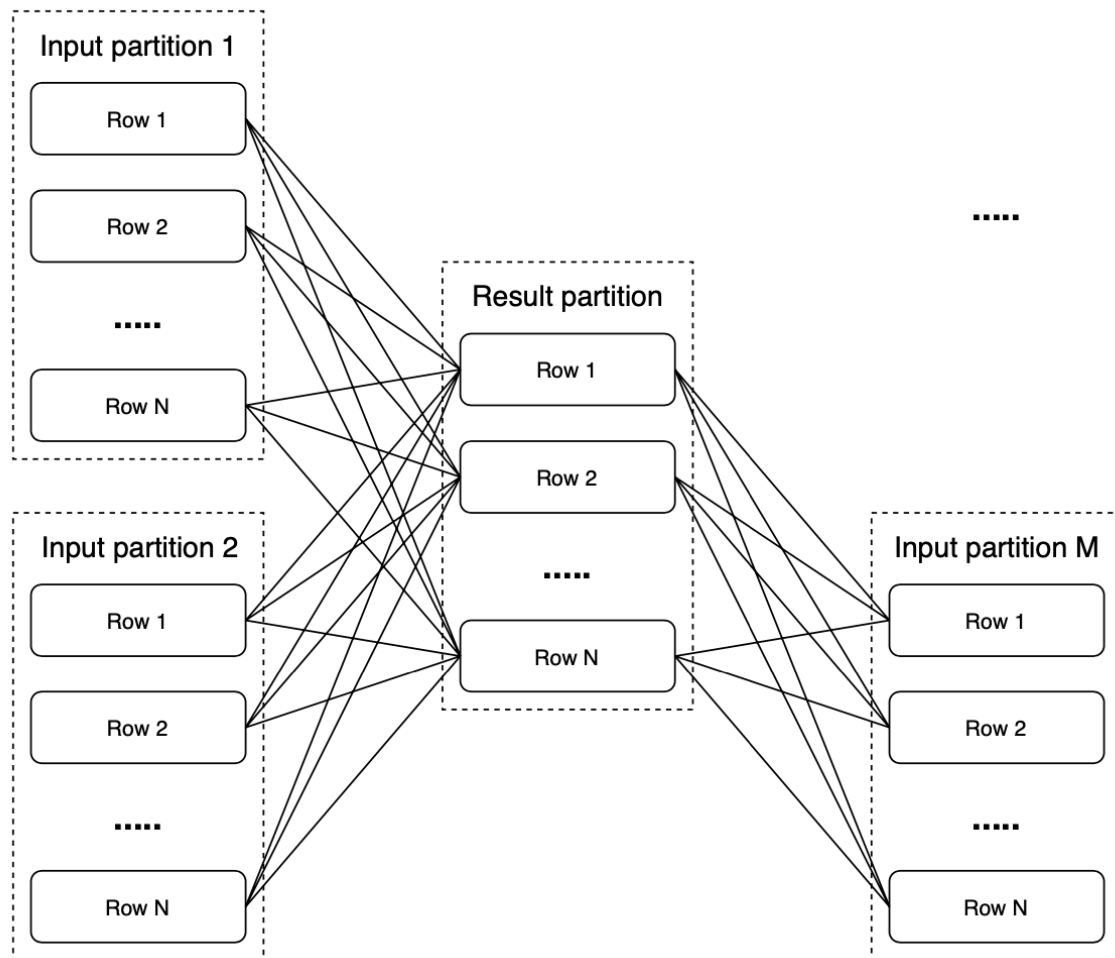 Input partition 1
Row 1
Row 2
.....
Row N
Input partition 2
Row 1
Row 2
.....
Row N
Result partition
Row 1
Row 2
.....
Row N
.....
Input partition M
Row 1
Row 2
.....
Row N